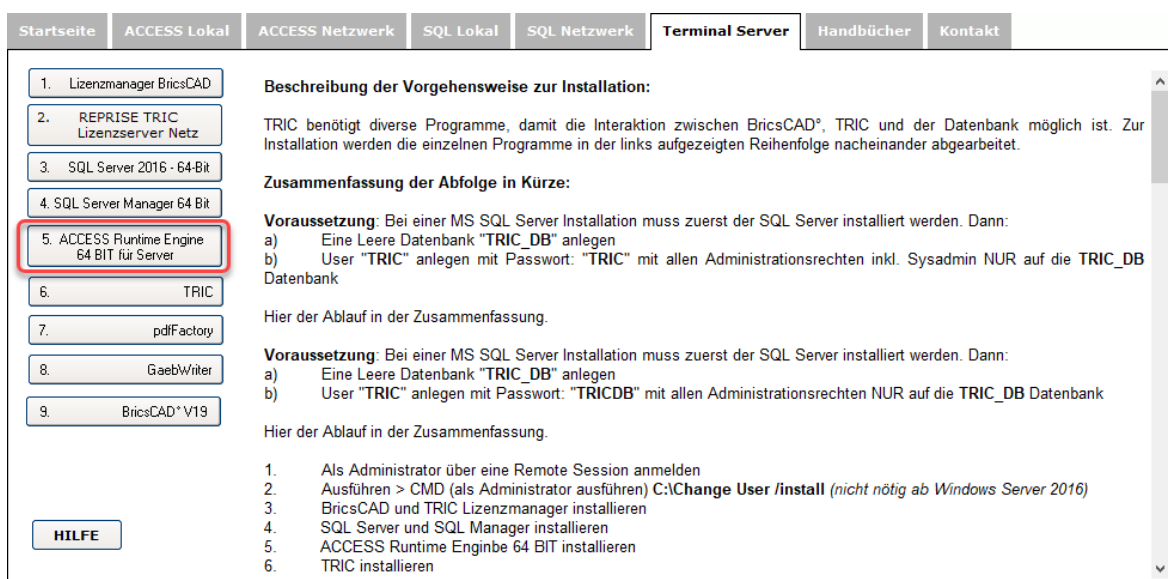 Startseite ACCESS Lokal ACCESS Netzwerk SQL Lokal SQL Netzwerk Terminal Server Handbücher Kontakt
1. Lizenzmanager BricsCAD
2. REPRISE TRIC
Lizenzserver Netz
3. SQL Server 2016 - 64-Bit
4. SQL Server Manager 64 Bit
5. ACCESS Runtime Engine
64 BIT für Server
6. TRIC
7. pdfFactory
8. GaebWriter
9. BricsCAD° V19
HILFE
Beschreibung der Vorgehensweise zur Installation:
TRIC benötigt diverse Programme, damit die Interaktion zwischen BricsCAD°, TRIC und der Datenbank möglich ist. Zur
Installation werden die einzelnen Programme in der links aufgezeigten Reihenfolge nacheinander abgearbeitet.
Zusammenfassung der Abfolge in Kürze:
Voraussetzung: Bei einer MS SQL Server Installation muss zuerst der SQL Server installiert werden. Dann:
a) Eine Leere Datenbank "TRIC_DB" anlegen
b) User "TRIC" anlegen mit Passwort: "TRIC" mit allen Administrationsrechten inkl. Sysadmin NUR auf die TRIC_DB
Datenbank
Hier der Ablauf in der Zusammenfassung.
Voraussetzung: Bei einer MS SQL Server Installation muss zuerst der SQL Server installiert werden. Dann:
a) Eine Leere Datenbank "TRIC_DB" anlegen
b) User "TRIC" anlegen mit Passwort: "TRICDB" mit allen Administrationsrechten NUR auf die TRIC_DB Datenbank
Hier der Ablauf in der Zusammenfassung.
1. Als Administrator über eine Remote Session anmelden
2. Ausführen > CMD (als Administrator ausführen) C:\Change User /install (nicht nötig ab Windows Server 2016)
3. BricsCAD und TRIC Lizenzmanager installieren
4. SQL Server und SQL Manager installieren
5. ACCESS Runtime Enginbe 64 BIT installieren
6. TRIC installieren